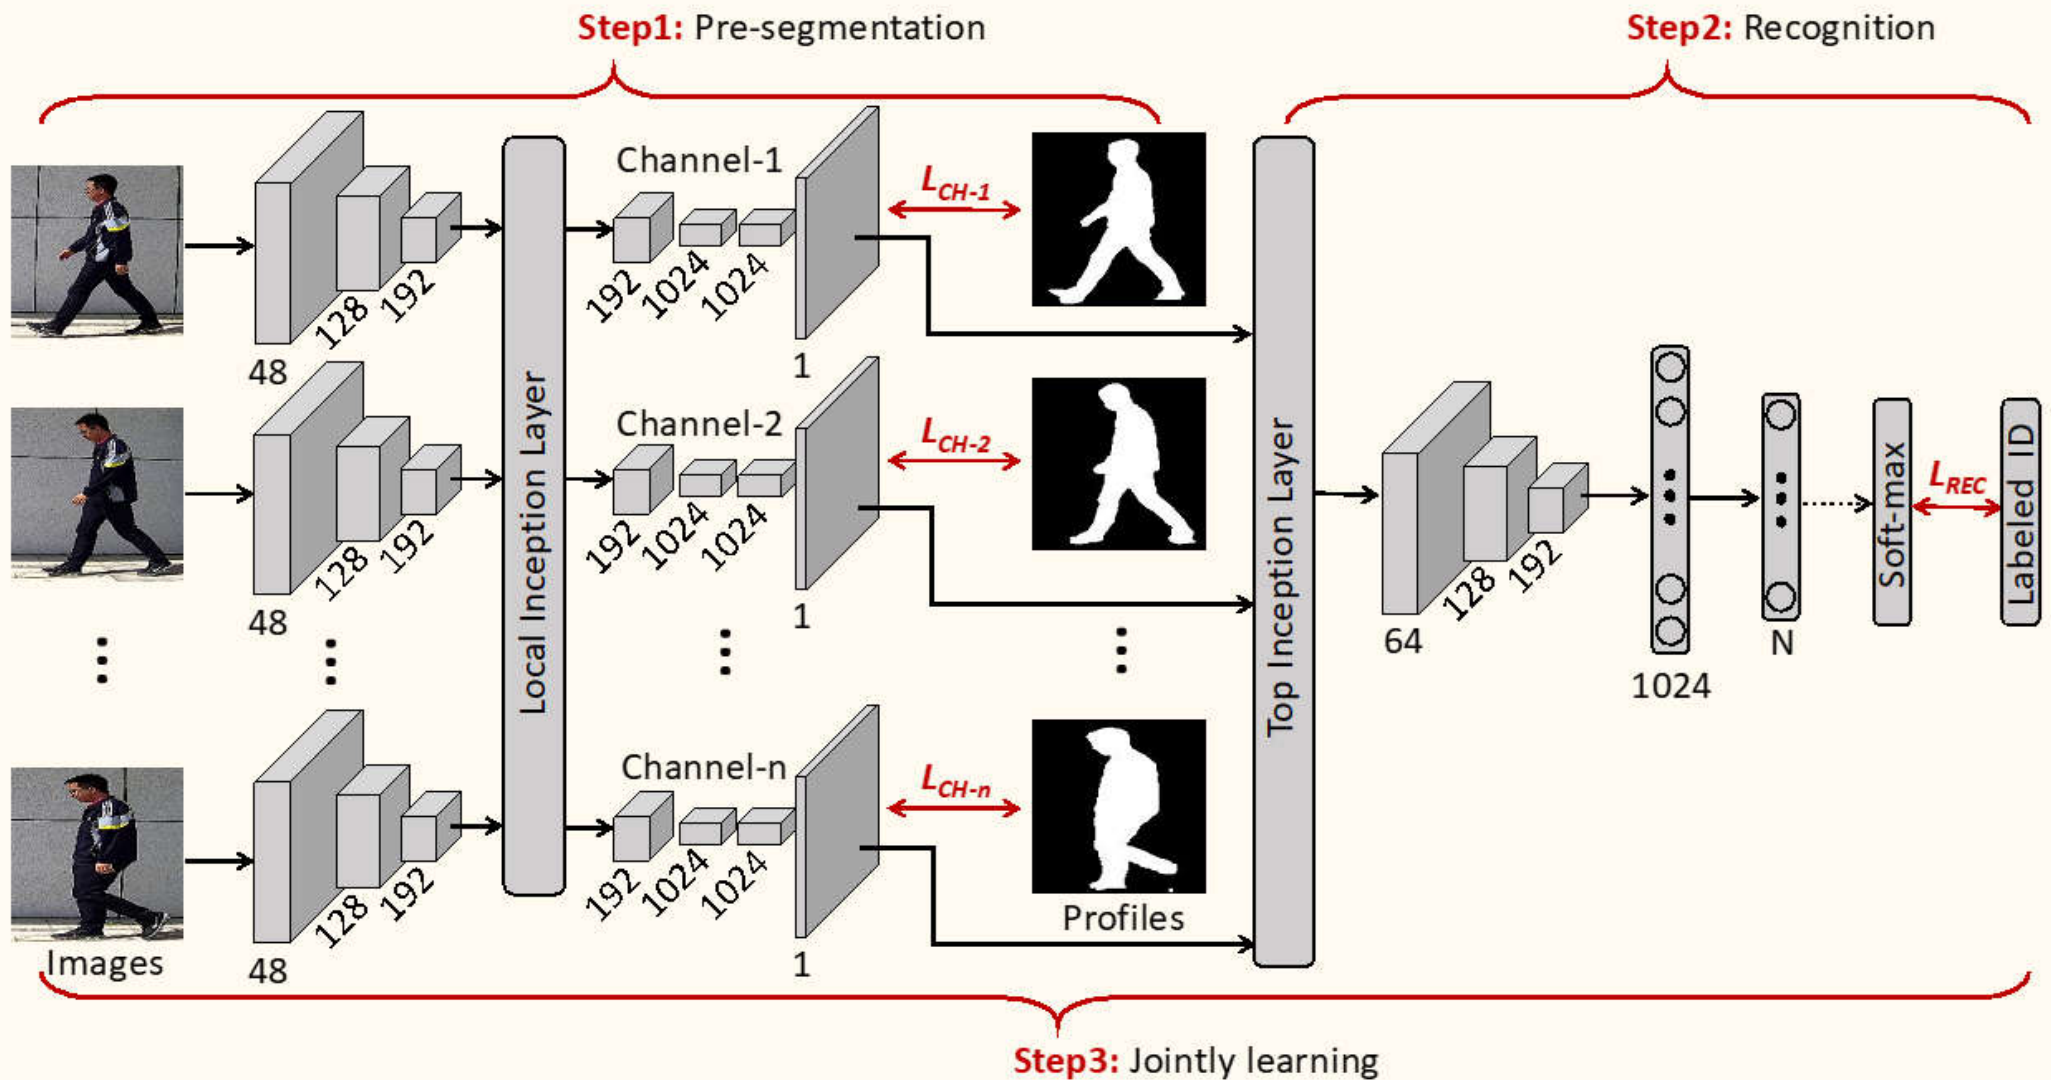 Step1: Pre-segmentation
Step2: Recognition
Channel-1
L_CH-1
48
128
192
192
1024
1024
1
Channel-2
L_CH-2
48
128
192
192
1024
1024
1
Local Inception Layer
Top Inception Layer
64
128
192
1024
N
Soft-max
L_REC
Labeled ID
Channel-n
L_CH-n
48
128
192
192
1024
1024
1
Images
Profiles
Step3: Jointly learning